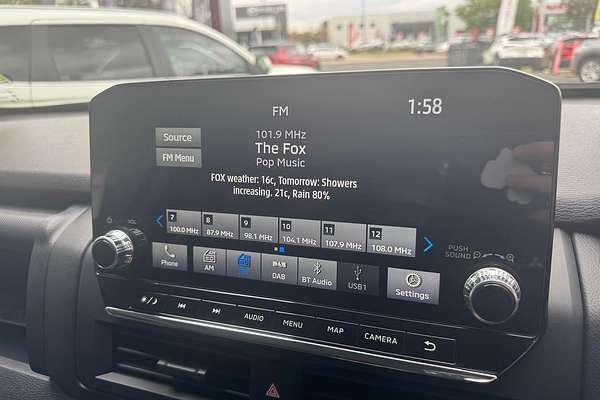 FM
1:58
Source
FM Menu
101.9 MHz
The Fox
Pop Music
FOX weather: 16c, Tomorrow: Showers
increasing. 21c, Rain 80%
7
100.0 MHz
8
87.9 MHz
9
98.1 MHz
10
104.1 MHz
11
107.9 MHz
12
108.0 MHz
VOL
PUSH
SOUND
Phone
AM
DAB
BT Audio
USB1
Settings
AUDIO
MENU
MAP
CAMERA